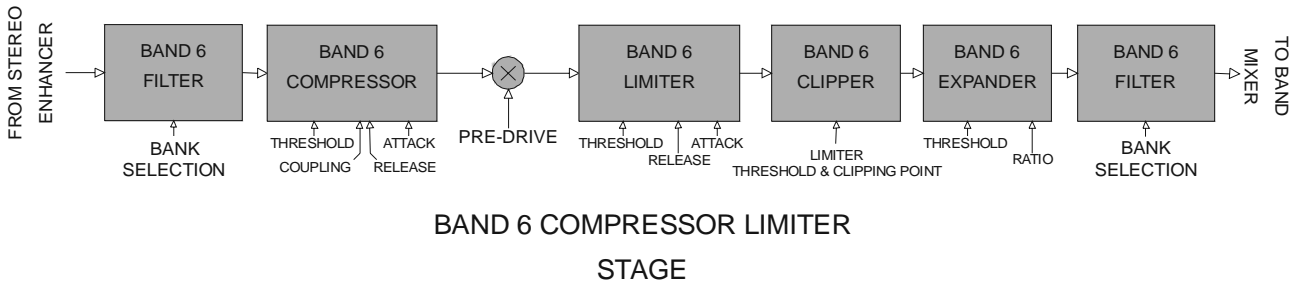 FROM STEREO
ENHANCER
BAND 6
FILTER
BANK
SELECTION
BAND 6
COMPRESSOR
THRESHOLD
COUPLING
RELEASE
ATTACK
PRE-DRIVE
BAND 6
LIMITER
THRESHOLD
RELEASE
ATTACK
BAND 6
CLIPPER
LIMITER
THRESHOLD & CLIPPING POINT
BAND 6
EXPANDER
THRESHOLD
RATIO
BAND 6
FILTER
BANK
SELECTION
TO BAND
MIXER
BAND 6 COMPRESSOR LIMITER
STAGE